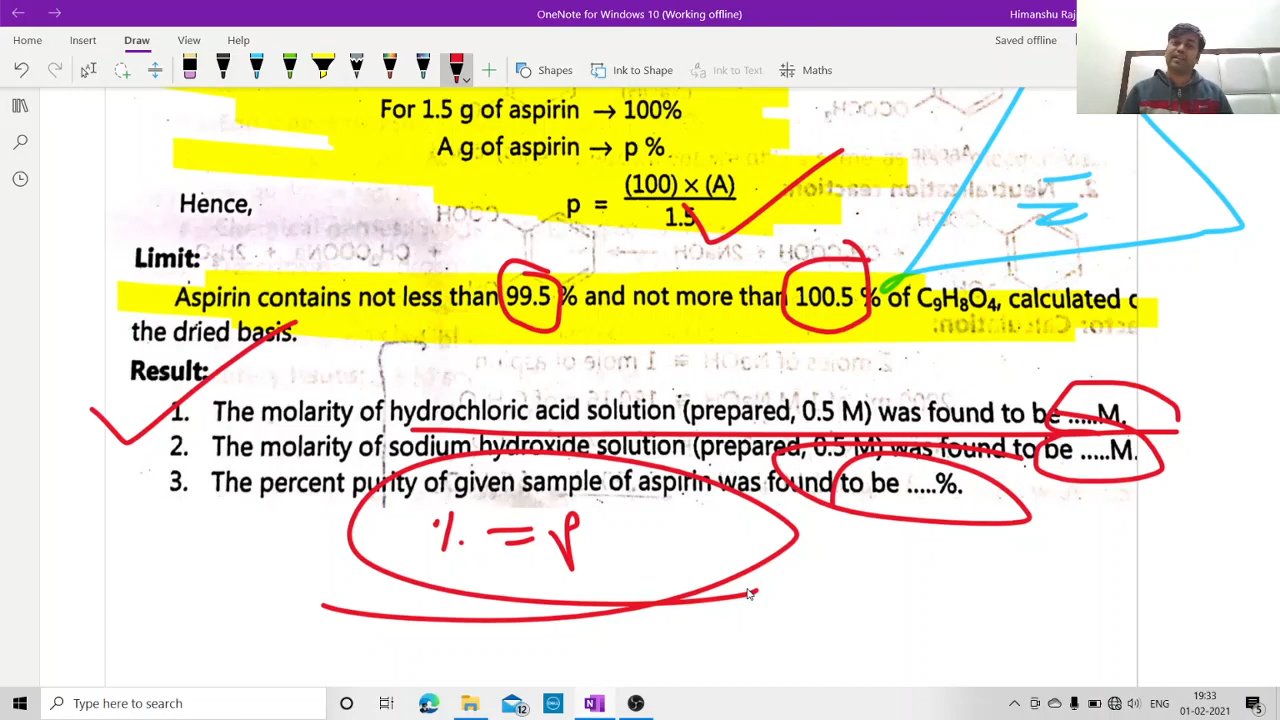 OneNote for Windows 10 (Working offline)
Himanshu Raj
Home Insert Draw View Help
Saved offline
Shapes Ink to Shape Ink to Text Maths
For 1.5 g of aspirin → 100%
A g of aspirin → p %
Hence, p = (100) × (A)
1.5
Limit:
Aspirin contains not less than 99.5 % and not more than 100.5 % of C₉H₈O₄, calculated
the dried basis.
Result:
1. The molarity of hydrochloric acid solution (prepared, 0.5 M) was found to be .....M.
2. The molarity of sodium hydroxide solution (prepared, 0.5 M) was found to be .....M.
3. The percent purity of given sample of aspirin was found to be .....%.
% = p
Type here to search
12
DELL
ENG
19:33
01-02-2021
5